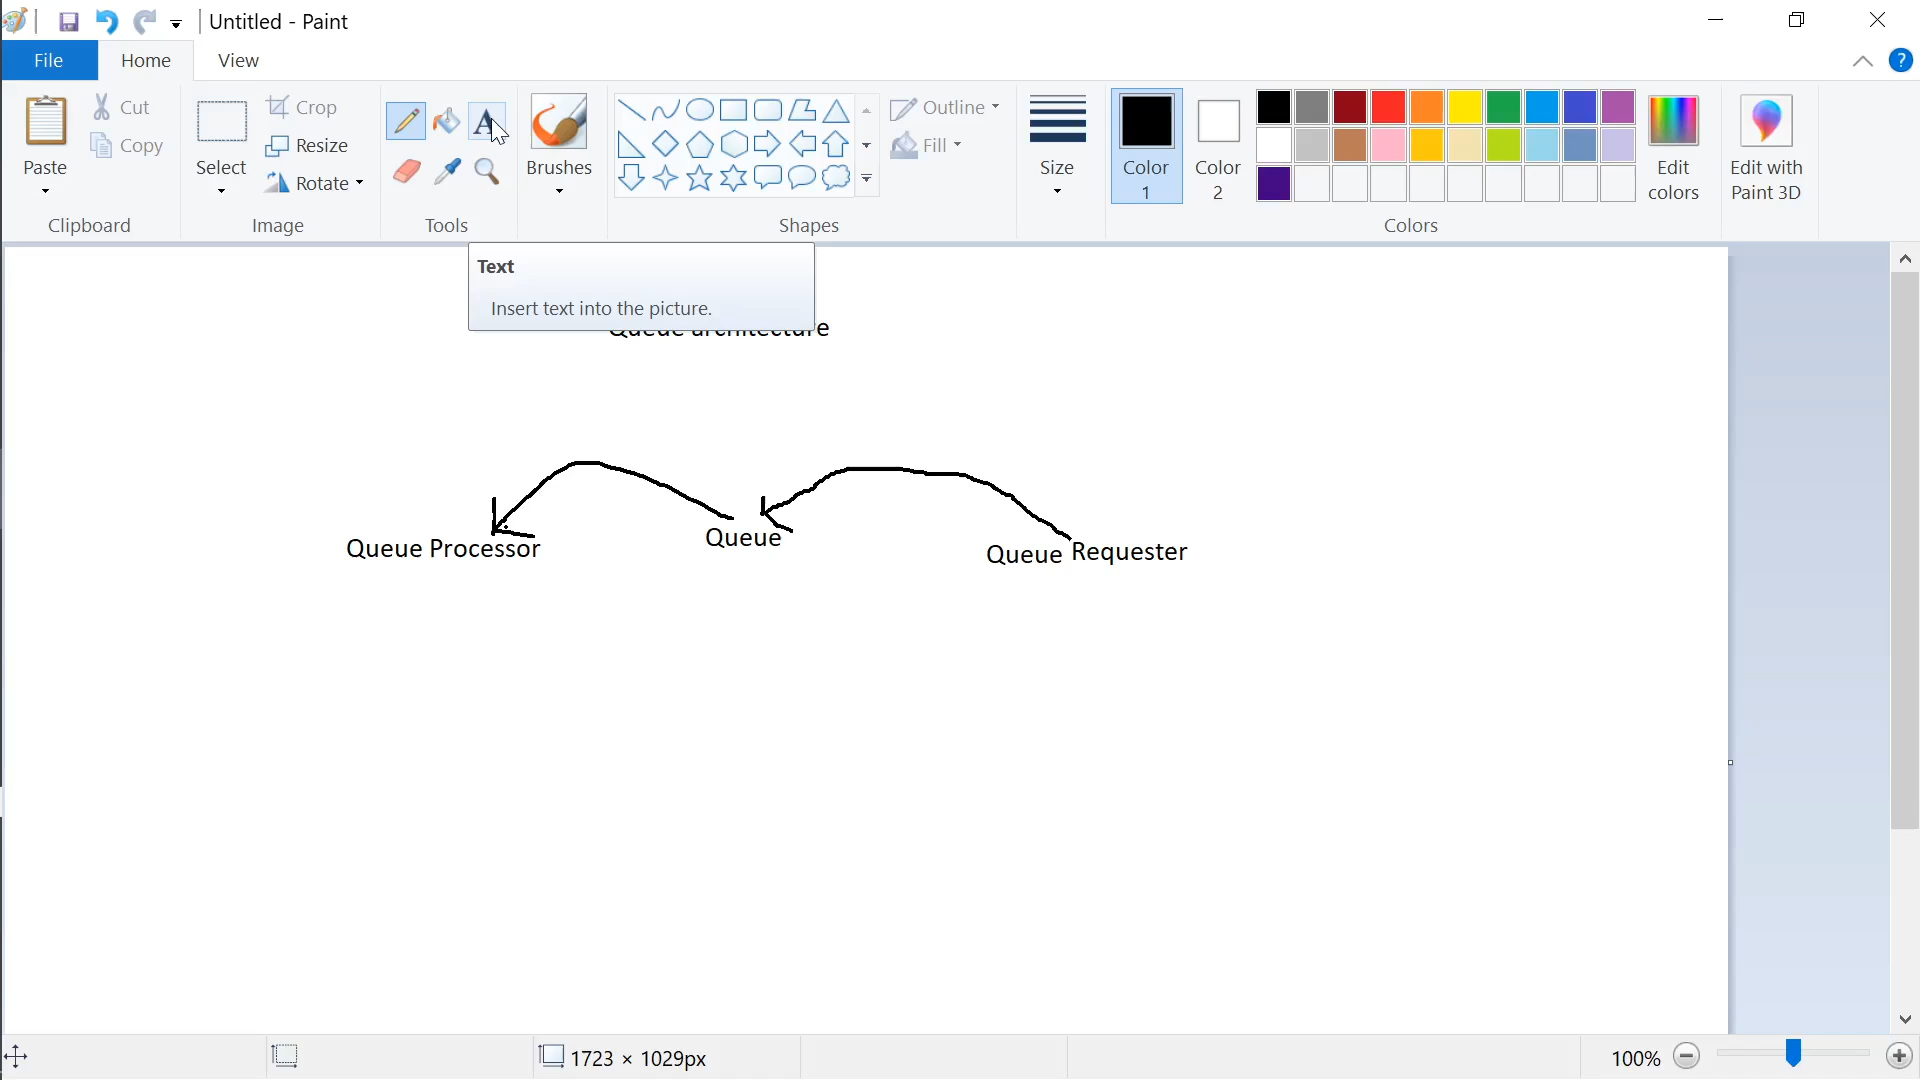 Untitled - Paint
File
Home
View
?
Paste
Cut
Copy
Clipboard
Select
Crop
Resize
Rotate
Image
A
Tools
Brushes
Shapes
Outline
Fill
Size
Color
1
Color
2
Edit
colors
Colors
Edit with
Paint 3D
Text
Insert text into the picture.
Queue architecture
Queue Processor
Queue
Queue Requester
1723 × 1029px
100%